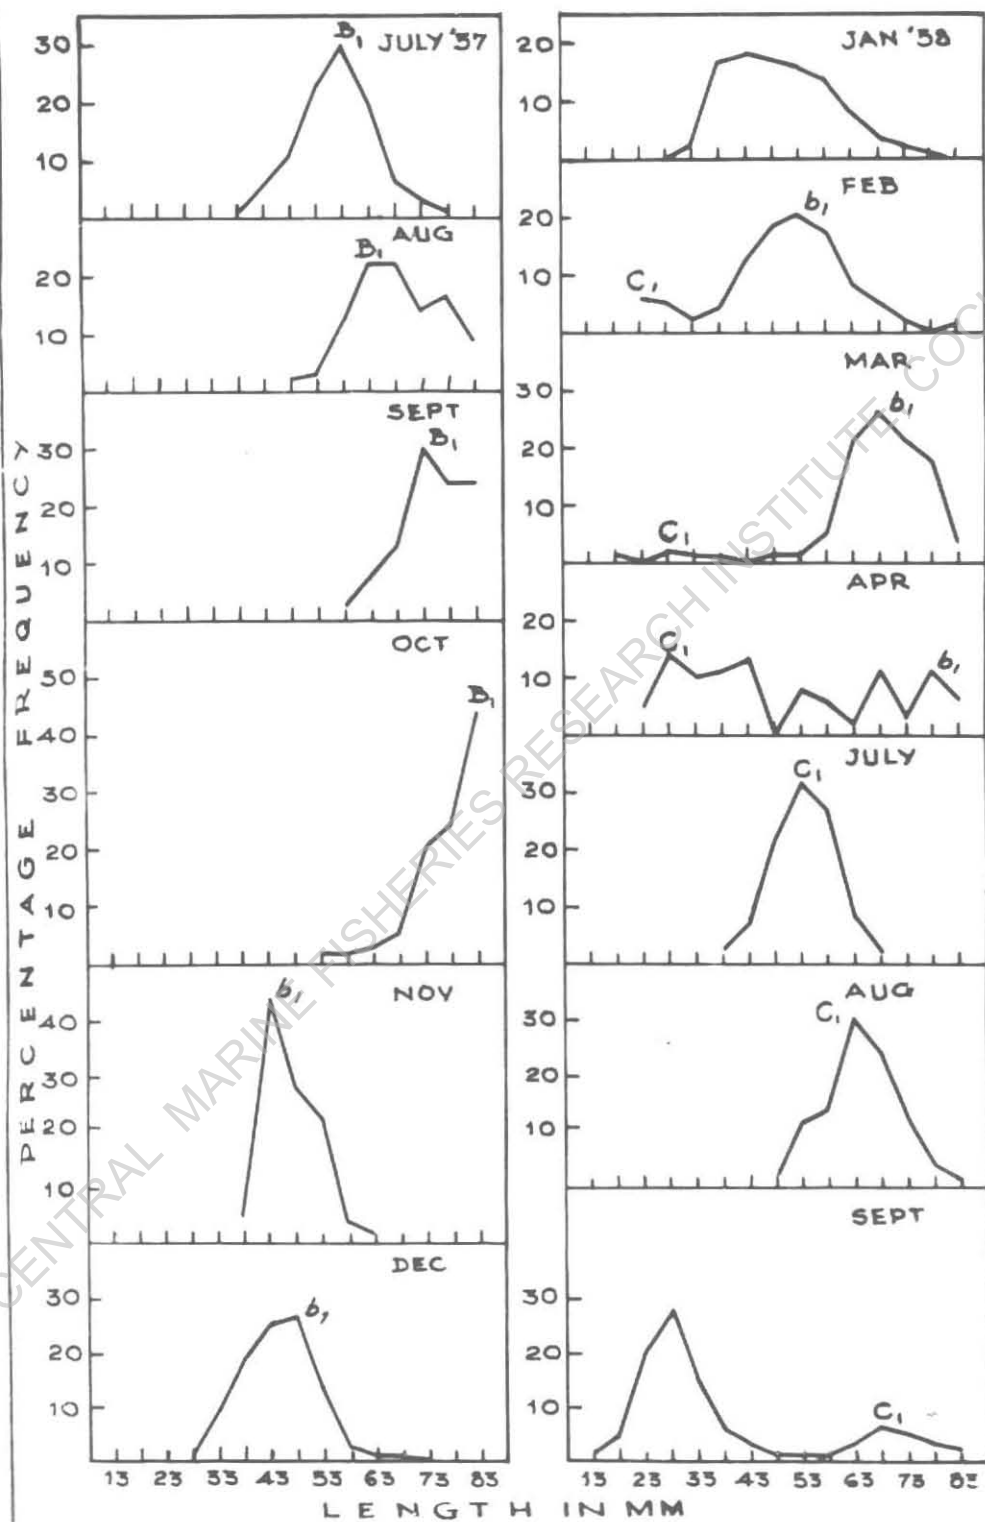 B₁ JULY '57
30
20
10
AUG
B₁
20
10
SEPT
B₁
30
20
10
OCT
50
B₁
40
30
20
10
b₁ NOV
40
30
20
10
DEC
30
b₁
20
10
13 23 33 43 53 63 73 83
JAN '58
20
10
FEB
b₁
20
C₁
10
MAR
30
b₁
20
10
C₁
APR
20
C₁
b₁
10
JULY
C₁
30
20
10
AUG
C₁
30
20
10
SEPT
30
20
10
C₁
13 23 33 43 53 63 73 78 83
LENGTH IN MM
PERCENTAGE FREQUENCY
CENTRAL MARINE FISHERIES RESEARCH INSTITUTE, COCH